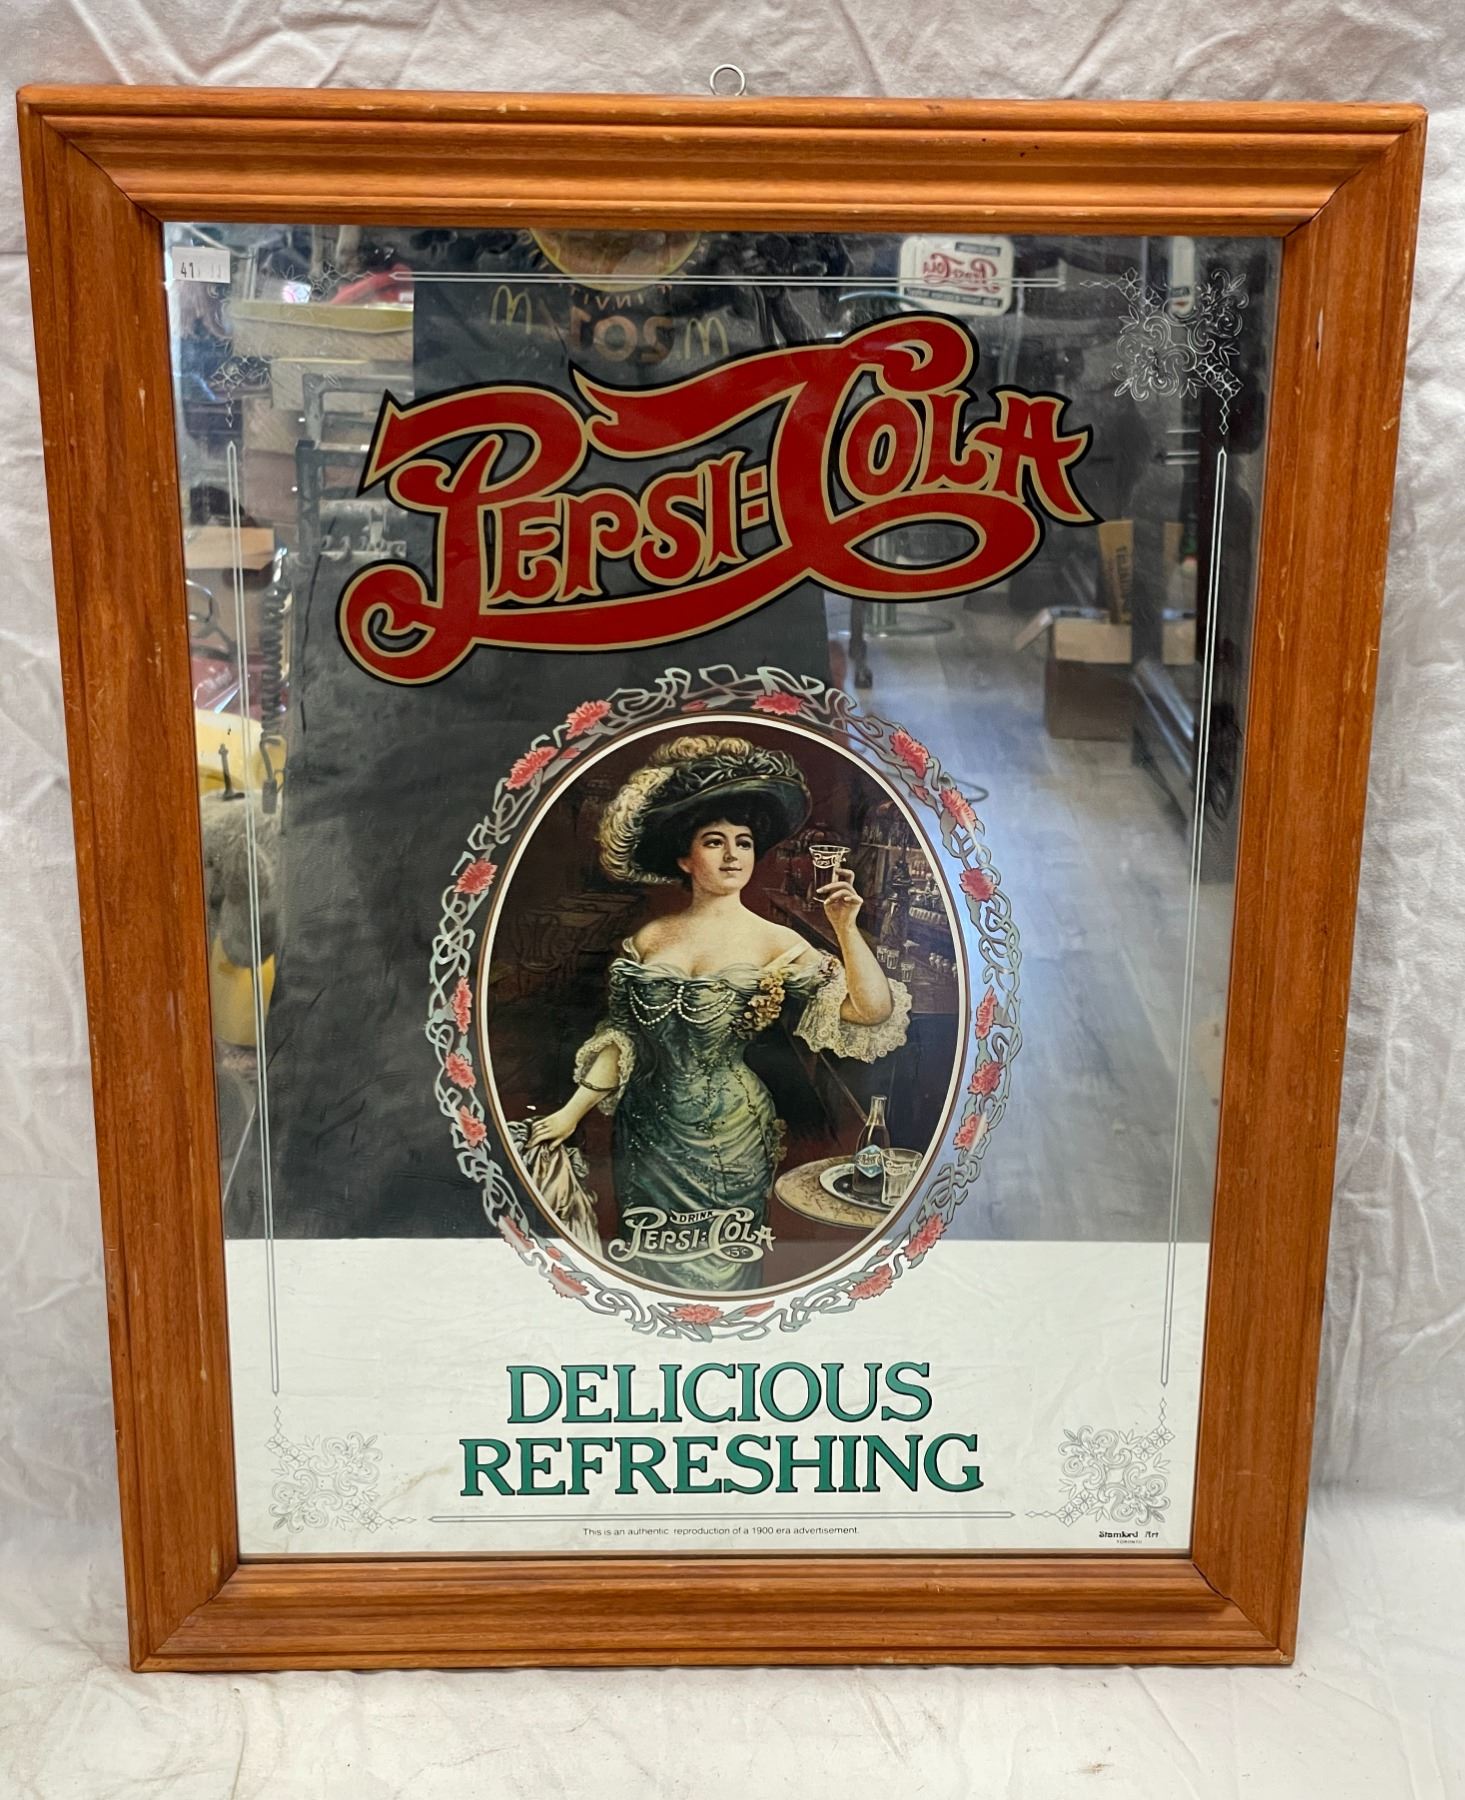 PEPSI:COLA
DRINK
PEPSI:COLA
5¢
DELICIOUS
REFRESHING
This is an authentic reproduction of a 1900 era advertisement.
Stamford Art
TORONTO